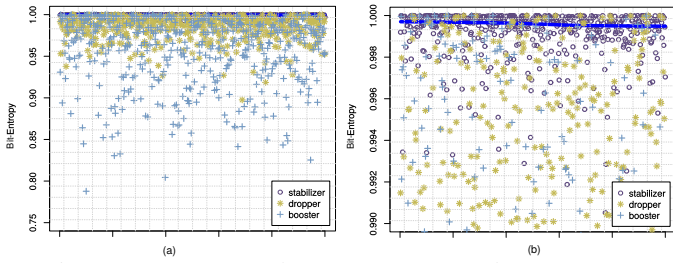 Bit-Entropy
1.00
0.95
0.90
0.85
0.80
0.75
stabilizer
dropper
booster
(a)
Bit-Entropy
1.000
0.998
0.996
0.994
0.992
0.990
stabilizer
dropper
booster
(b)